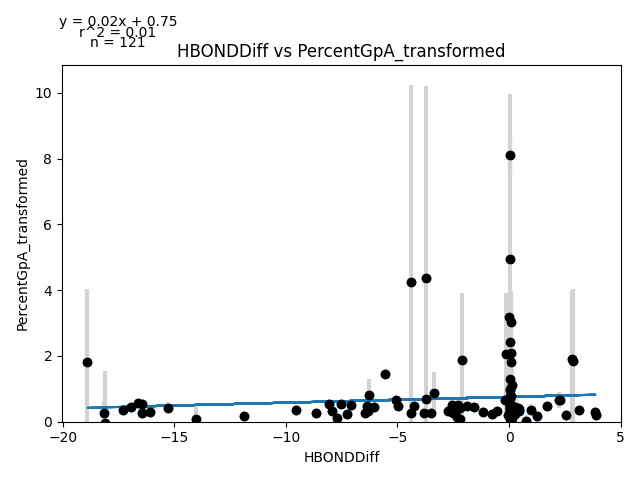 y = 0.02x + 0.75
r^2 = 0.01
n = 121
HBONDDiff vs PercentGpA_transformed
PercentGpA_transformed
10
8
6
4
2
0
−20
−15
−10
−5
0
5
HBONDDiff